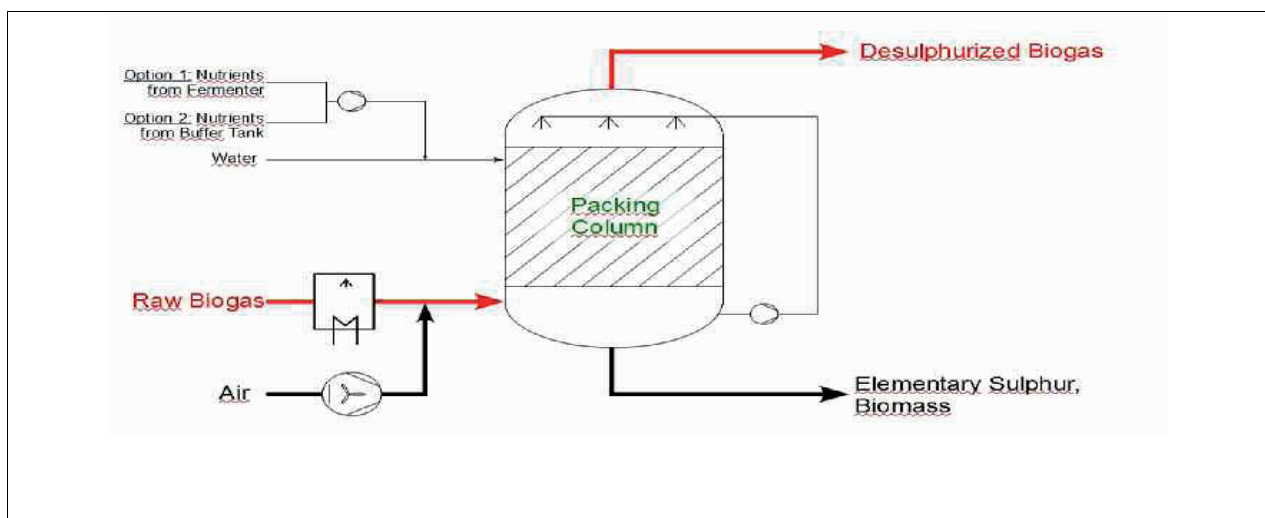 Desulphurized Biogas
Option 1: Nutrients
from Fermenter
Option 2: Nutrients
from Buffer Tank
Water
Packing
Column
Raw Biogas
Air
Elementary Sulphur,
Biomass